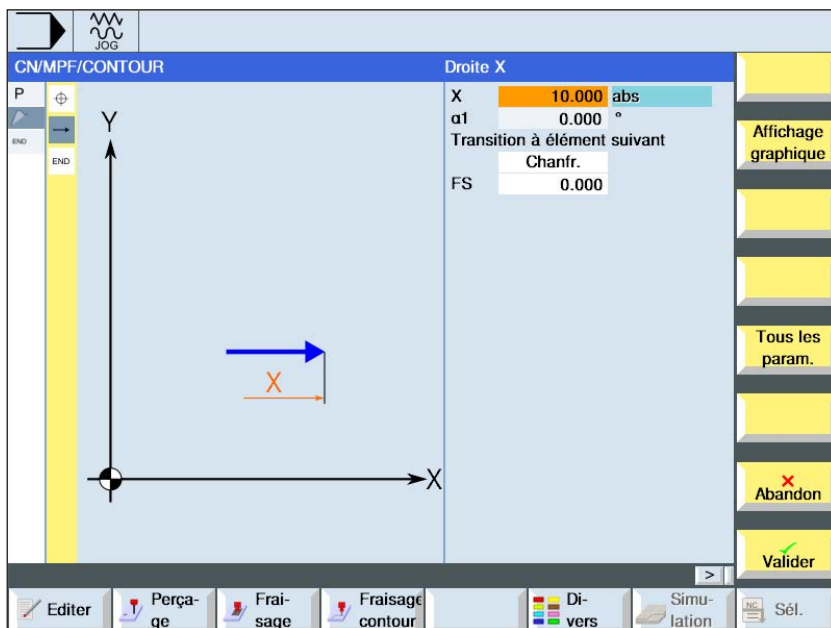 JOG
CN/MPF/CONTOUR
Droite X
P
END
END
Y
X
X
X 10.000 abs
α1 0.000 °
Transition à élément suivant
Chanfr.
FS 0.000
Affichage
graphique
Tous les
param.
Abandon
Valider
>
Editer
Perça-
ge
Frai-
sage
Fraisage
contour
Di-
vers
Simu-
lation
NC
Sél.